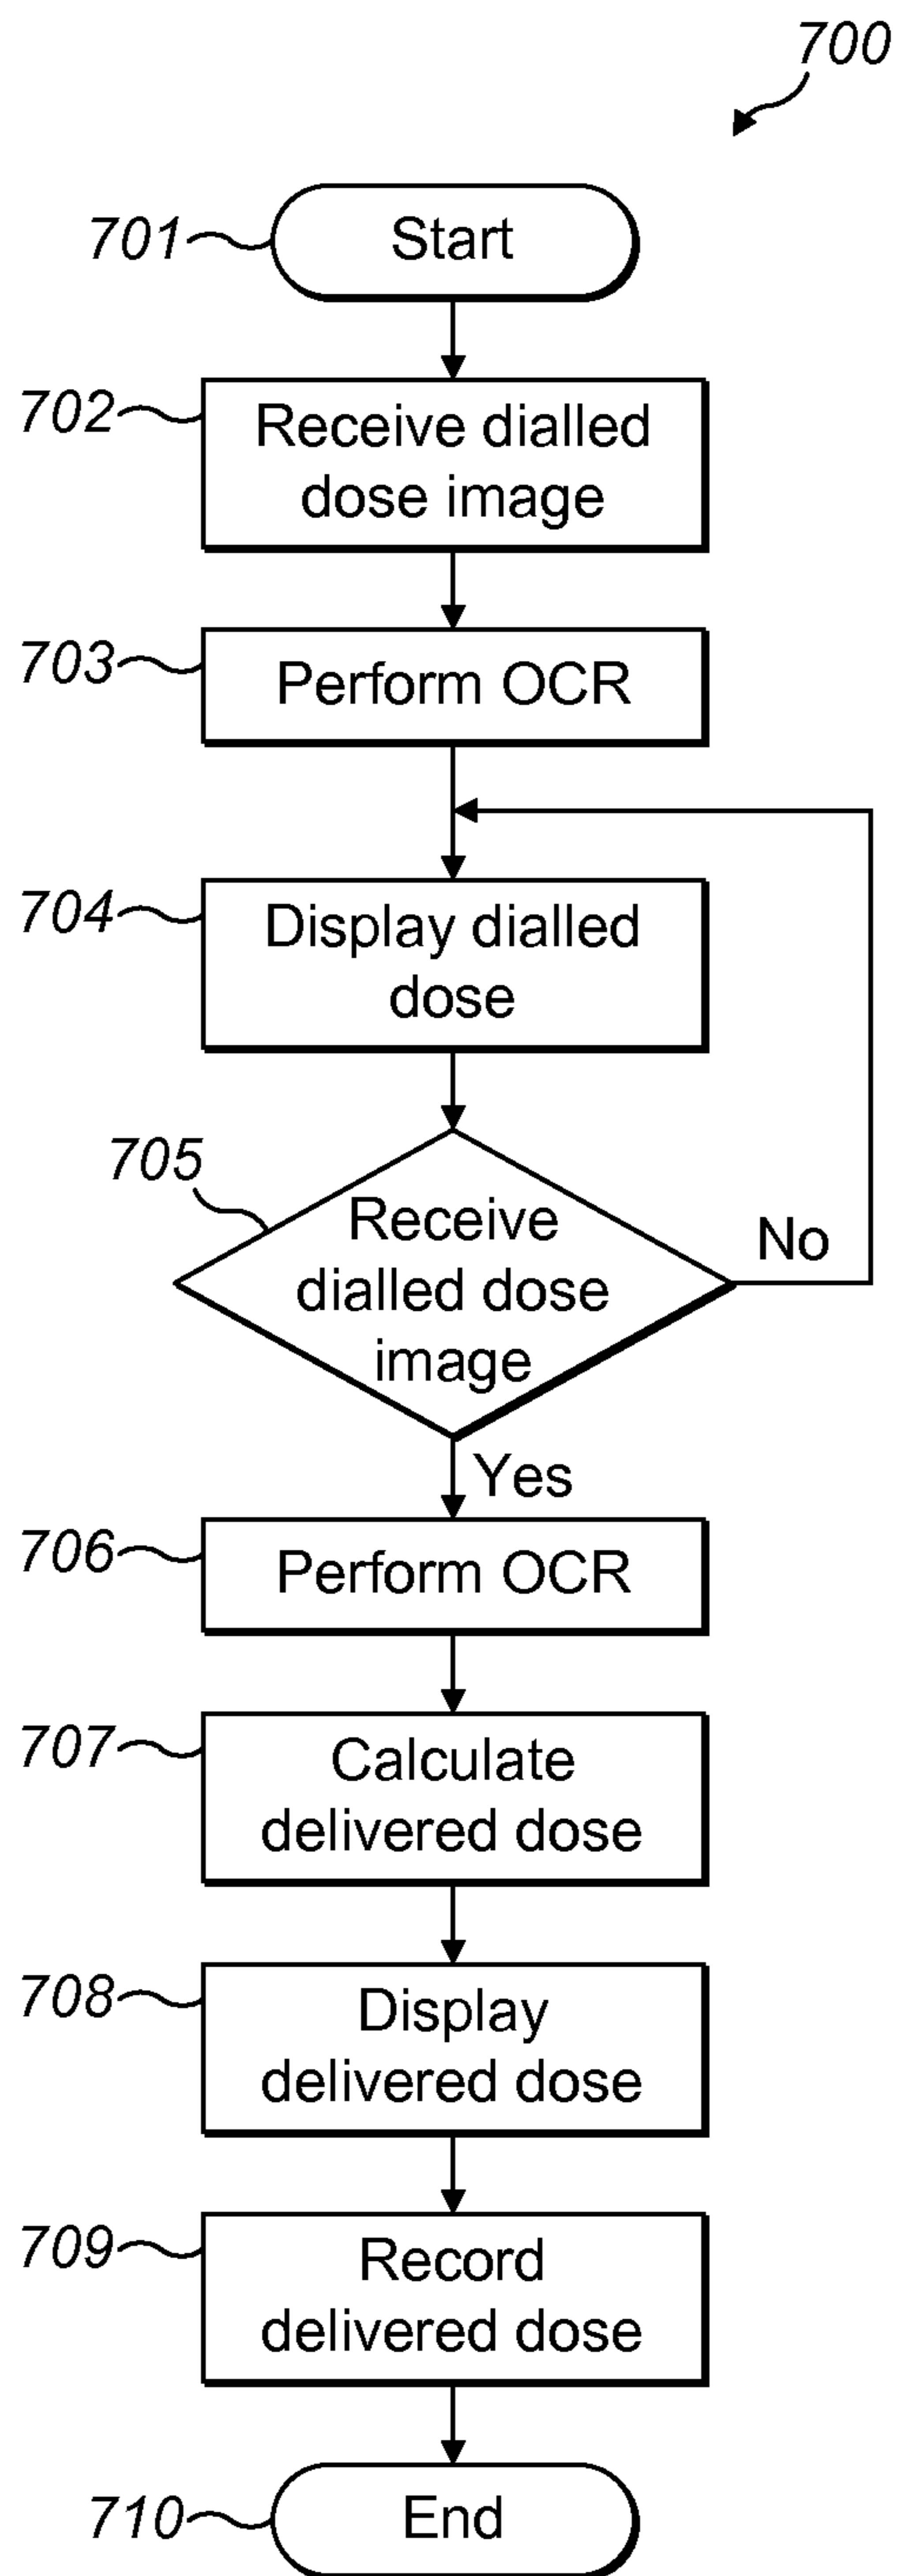 700
701
Start
702
Receive dialled
dose image
703
Perform OCR
704
Display dialled
dose
705
Receive
dialled dose
image
No
Yes
706
Perform OCR
707
Calculate
delivered dose
708
Display
delivered dose
709
Record
delivered dose
710
End